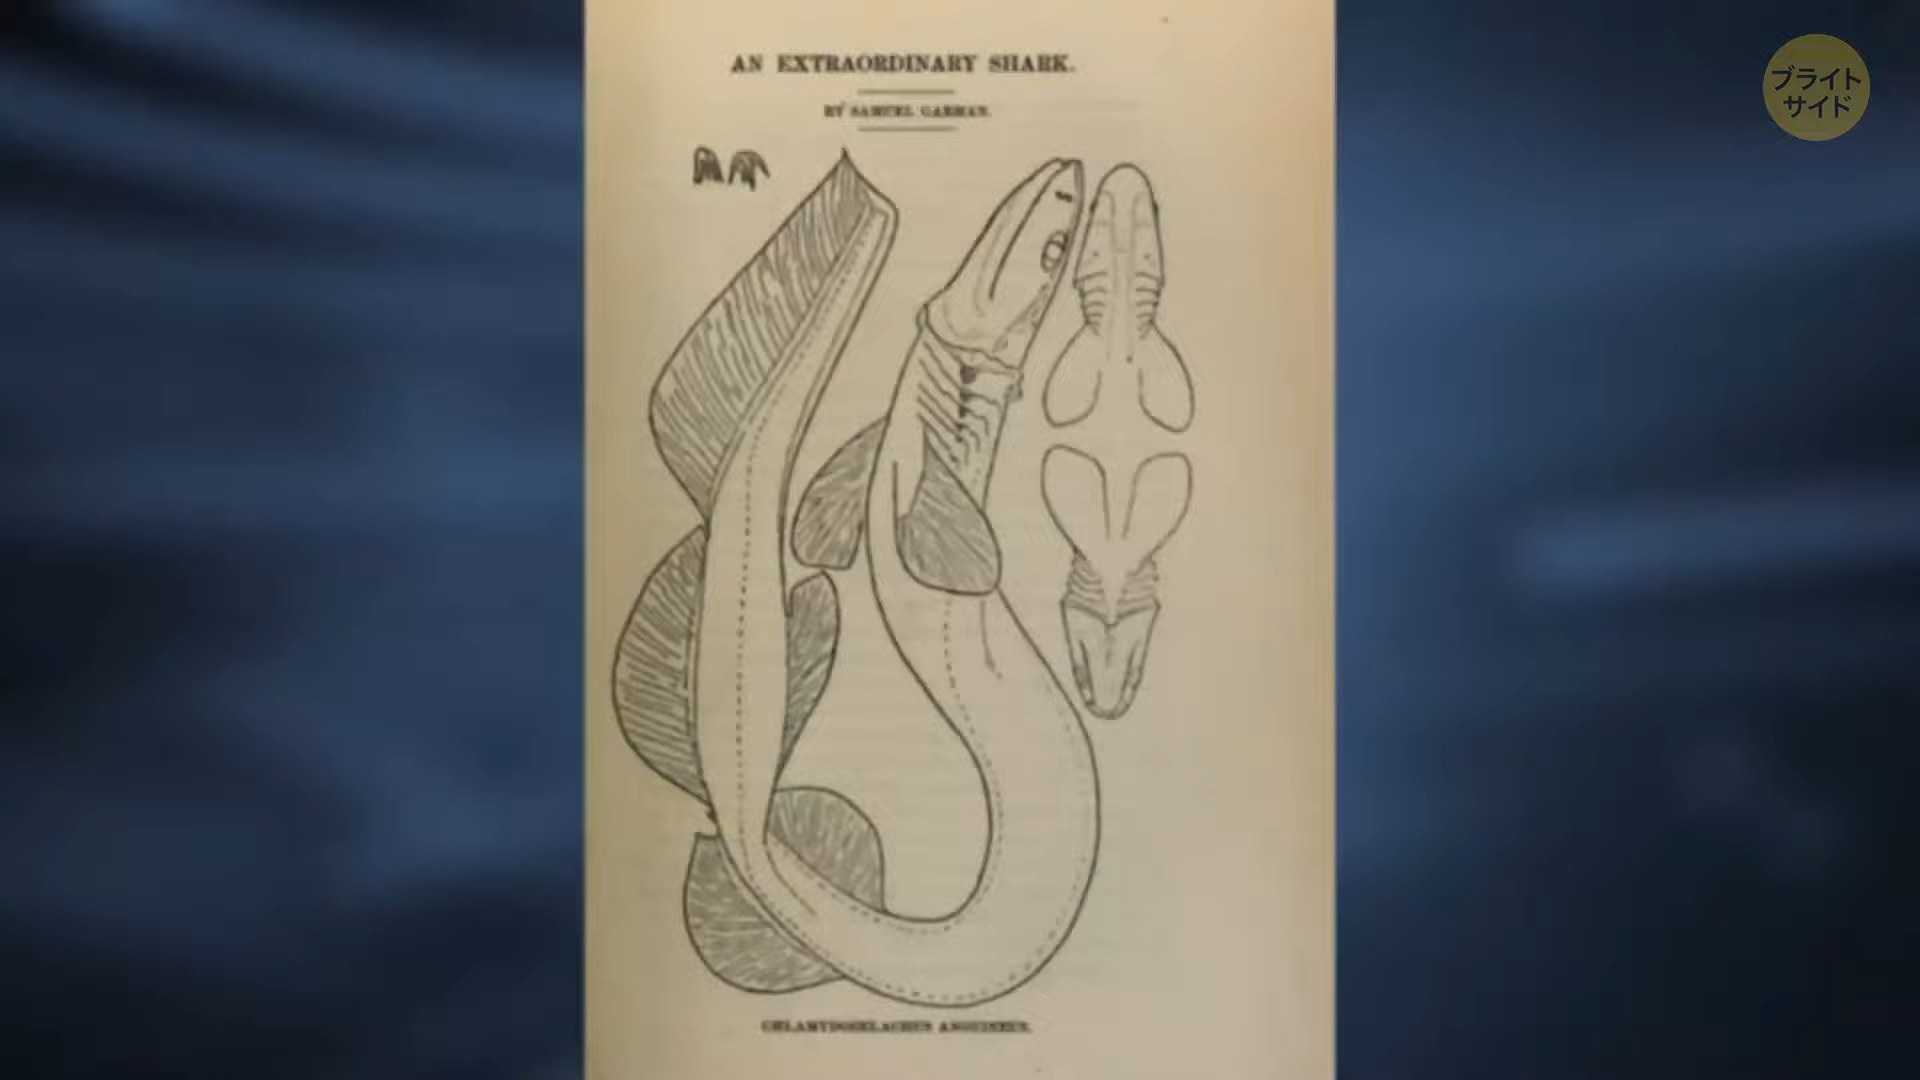 AN EXTRAORDINARY SHARK.
BY SAMUEL GARMAN.
CHLAMYDOSELACHUS ANGUINEUS.
ブライト
サイド